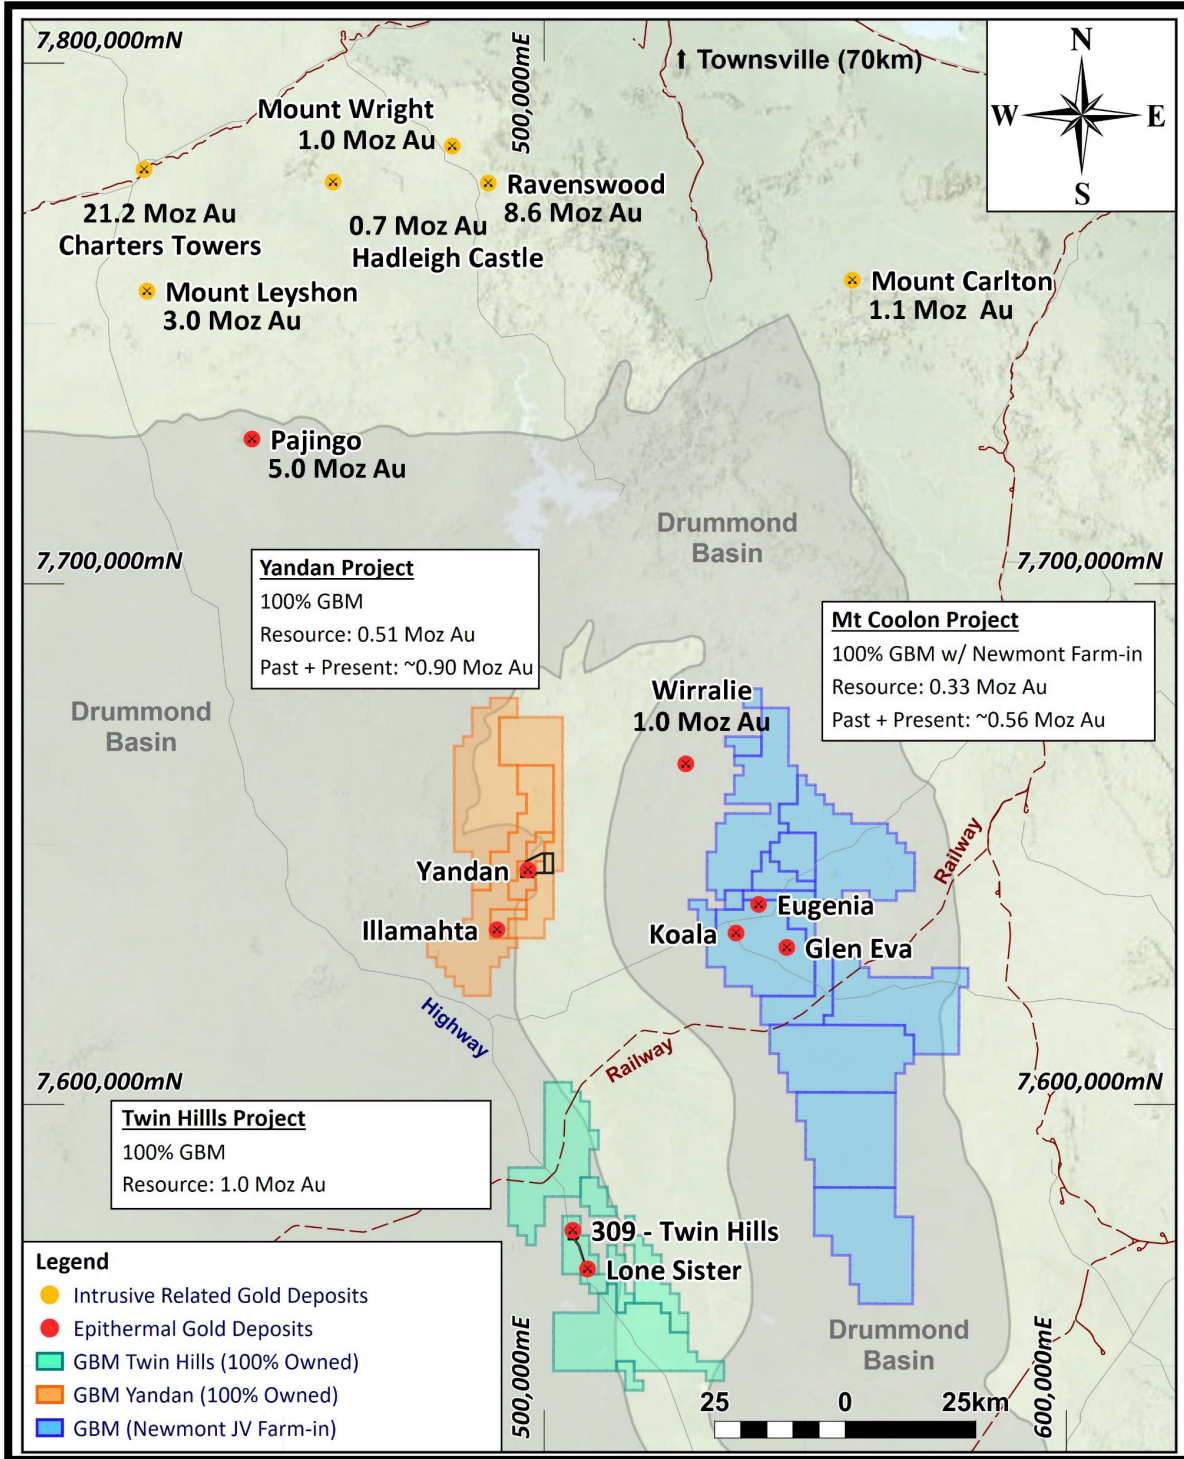 7,800,000mN
500,000mE
Townsville (70km)
N
W
E
S
Mount Wright
1.0 Moz Au
Ravenswood
8.6 Moz Au
21.2 Moz Au
Charters Towers
0.7 Moz Au
Hadleigh Castle
Mount Leyshon
3.0 Moz Au
Mount Carlton
1.1 Moz Au
Pajingo
5.0 Moz Au
Drummond
Basin
7,700,000mN
7,700,000mN
Yandan Project
100% GBM
Resource: 0.51 Moz Au
Past + Present: ~0.90 Moz Au
Mt Coolon Project
100% GBM w/ Newmont Farm-in
Resource: 0.33 Moz Au
Past + Present: ~0.56 Moz Au
Drummond
Basin
Wirralie
1.0 Moz Au
Railway
Yandan
Illamahta
Eugenia
Koala
Glen Eva
Highway
Railway
7,600,000mN
7,600,000mN
Twin Hillls Project
100% GBM
Resource: 1.0 Moz Au
309 - Twin Hills
Lone Sister
Legend
Intrusive Related Gold Deposits
Epithermal Gold Deposits
GBM Twin Hills (100% Owned)
GBM Yandan (100% Owned)
GBM (Newmont JV Farm-in)
500,000mE
Drummond
Basin
600,000mE
25 0 25km